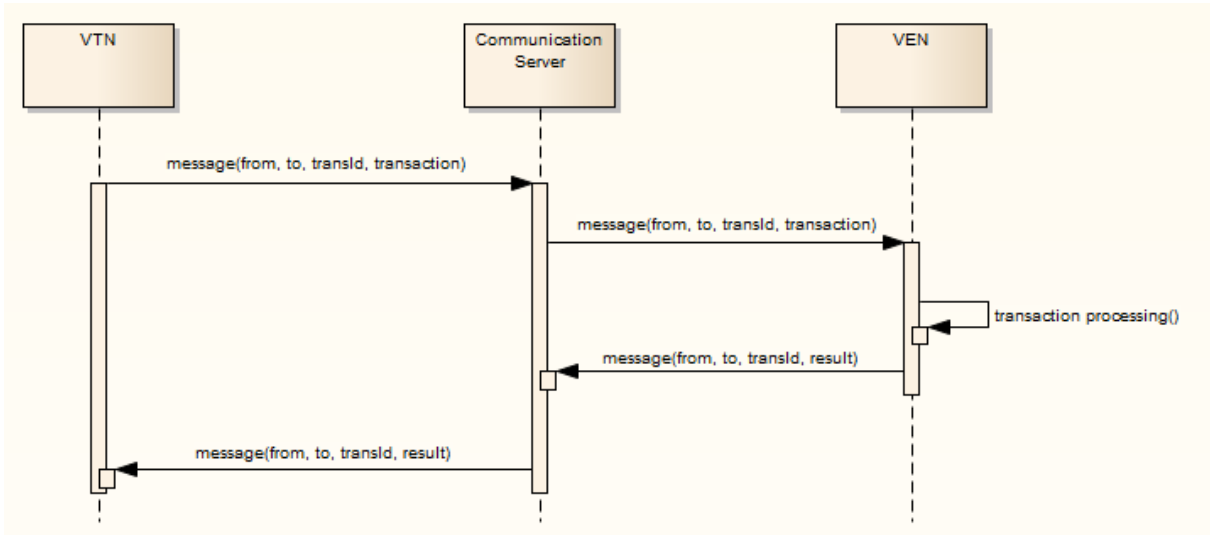 VTN
Communication
Server
VEN
message(from, to, transId, transaction)
message(from, to, transId, transaction)
transaction processing()
message(from, to, transId, result)
message(from, to, transId, result)